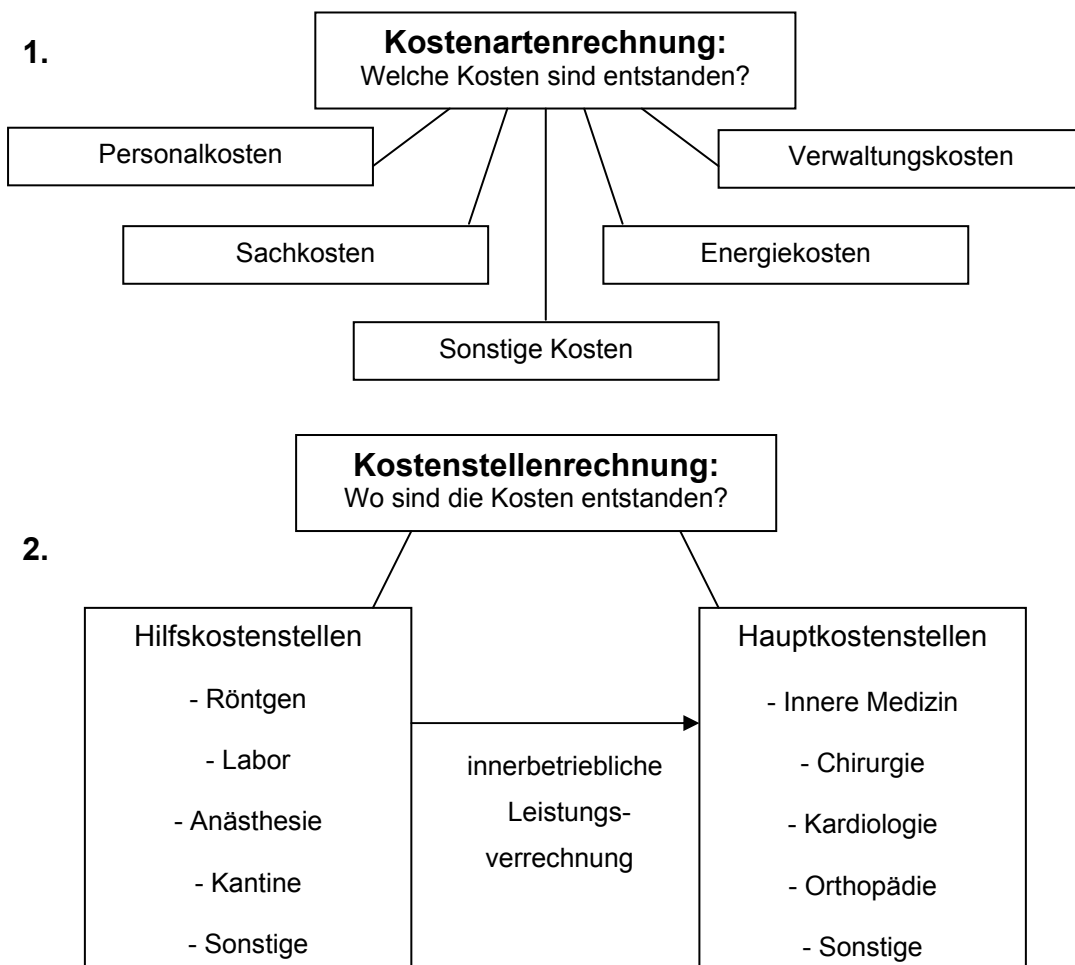 1.
Kostenartenrechnung:
Welche Kosten sind entstanden?
Personalkosten
Verwaltungskosten
Sachkosten
Energiekosten
Sonstige Kosten
Kostenstellenrechnung:
Wo sind die Kosten entstanden?
2.
Hilfskostenstellen
- Röntgen
- Labor
- Anästhesie
- Kantine
- Sonstige
innerbetriebliche
Leistungs-
verrechnung
Hauptkostenstellen
- Innere Medizin
- Chirurgie
- Kardiologie
- Orthopädie
- Sonstige